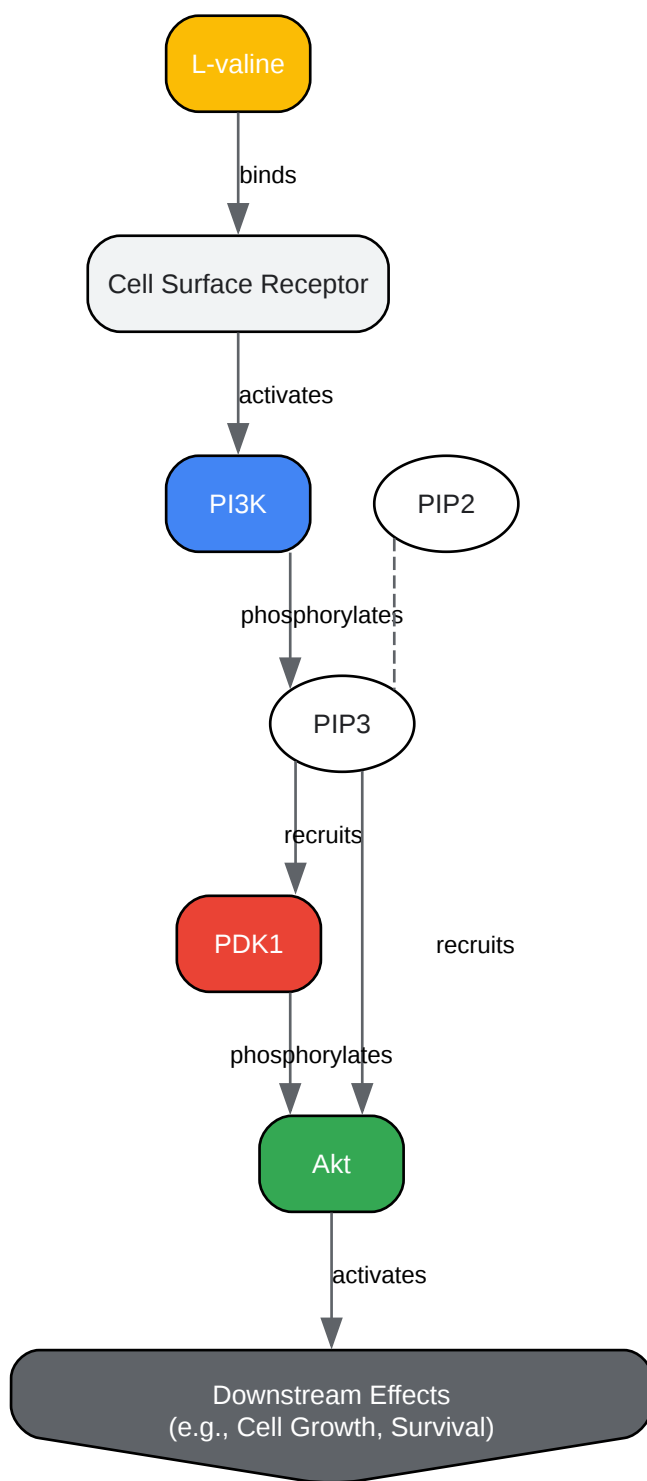 L-valine
binds
Cell Surface Receptor
activates
PI3K
PIP2
phosphorylates
PIP3
recruits
PDK1
recruits
phosphorylates
Akt
activates
Downstream Effects
(e.g., Cell Growth, Survival)